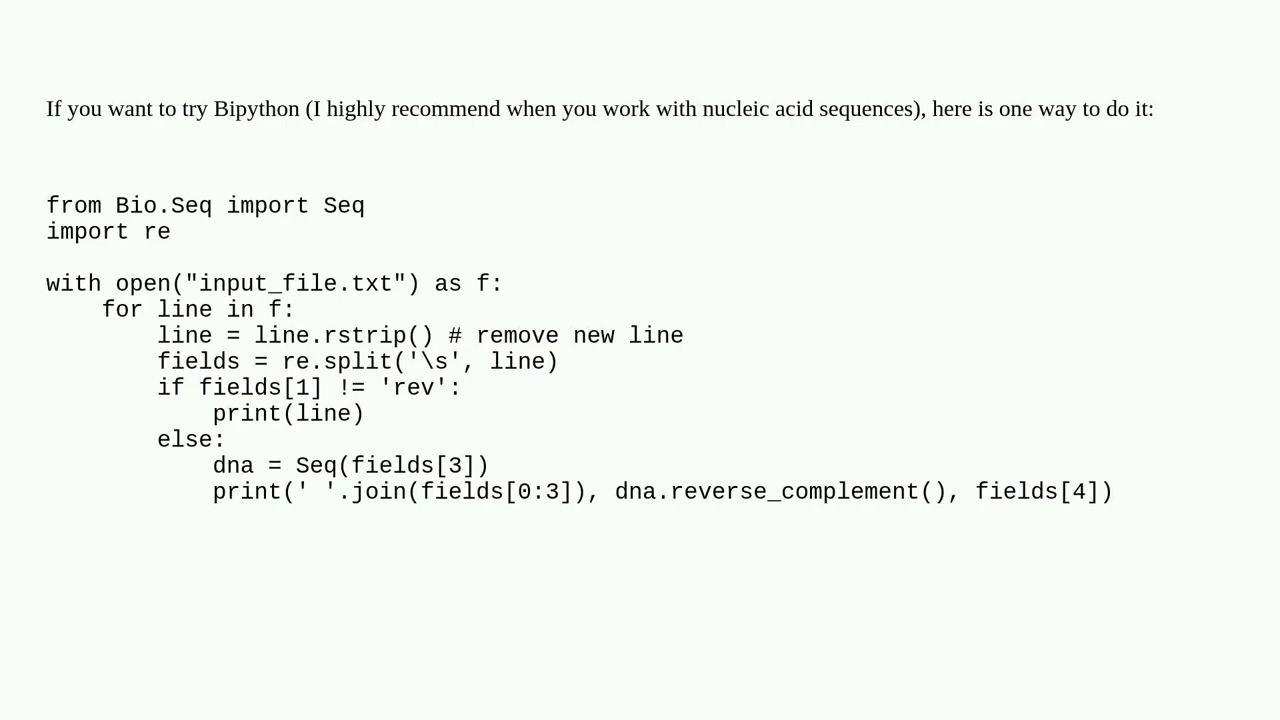 If you want to try Bipython (I highly recommend when you work with nucleic acid sequences), here is one way to do it:
from Bio.Seq import Seq
import re
with open("input_file.txt") as f:
    for line in f:
        line = line.rstrip() # remove new line
        fields = re.split('\s', line)
        if fields[1] != 'rev':
            print(line)
        else:
            dna = Seq(fields[3])
            print(' '.join(fields[0:3]), dna.reverse_complement(), fields[4])